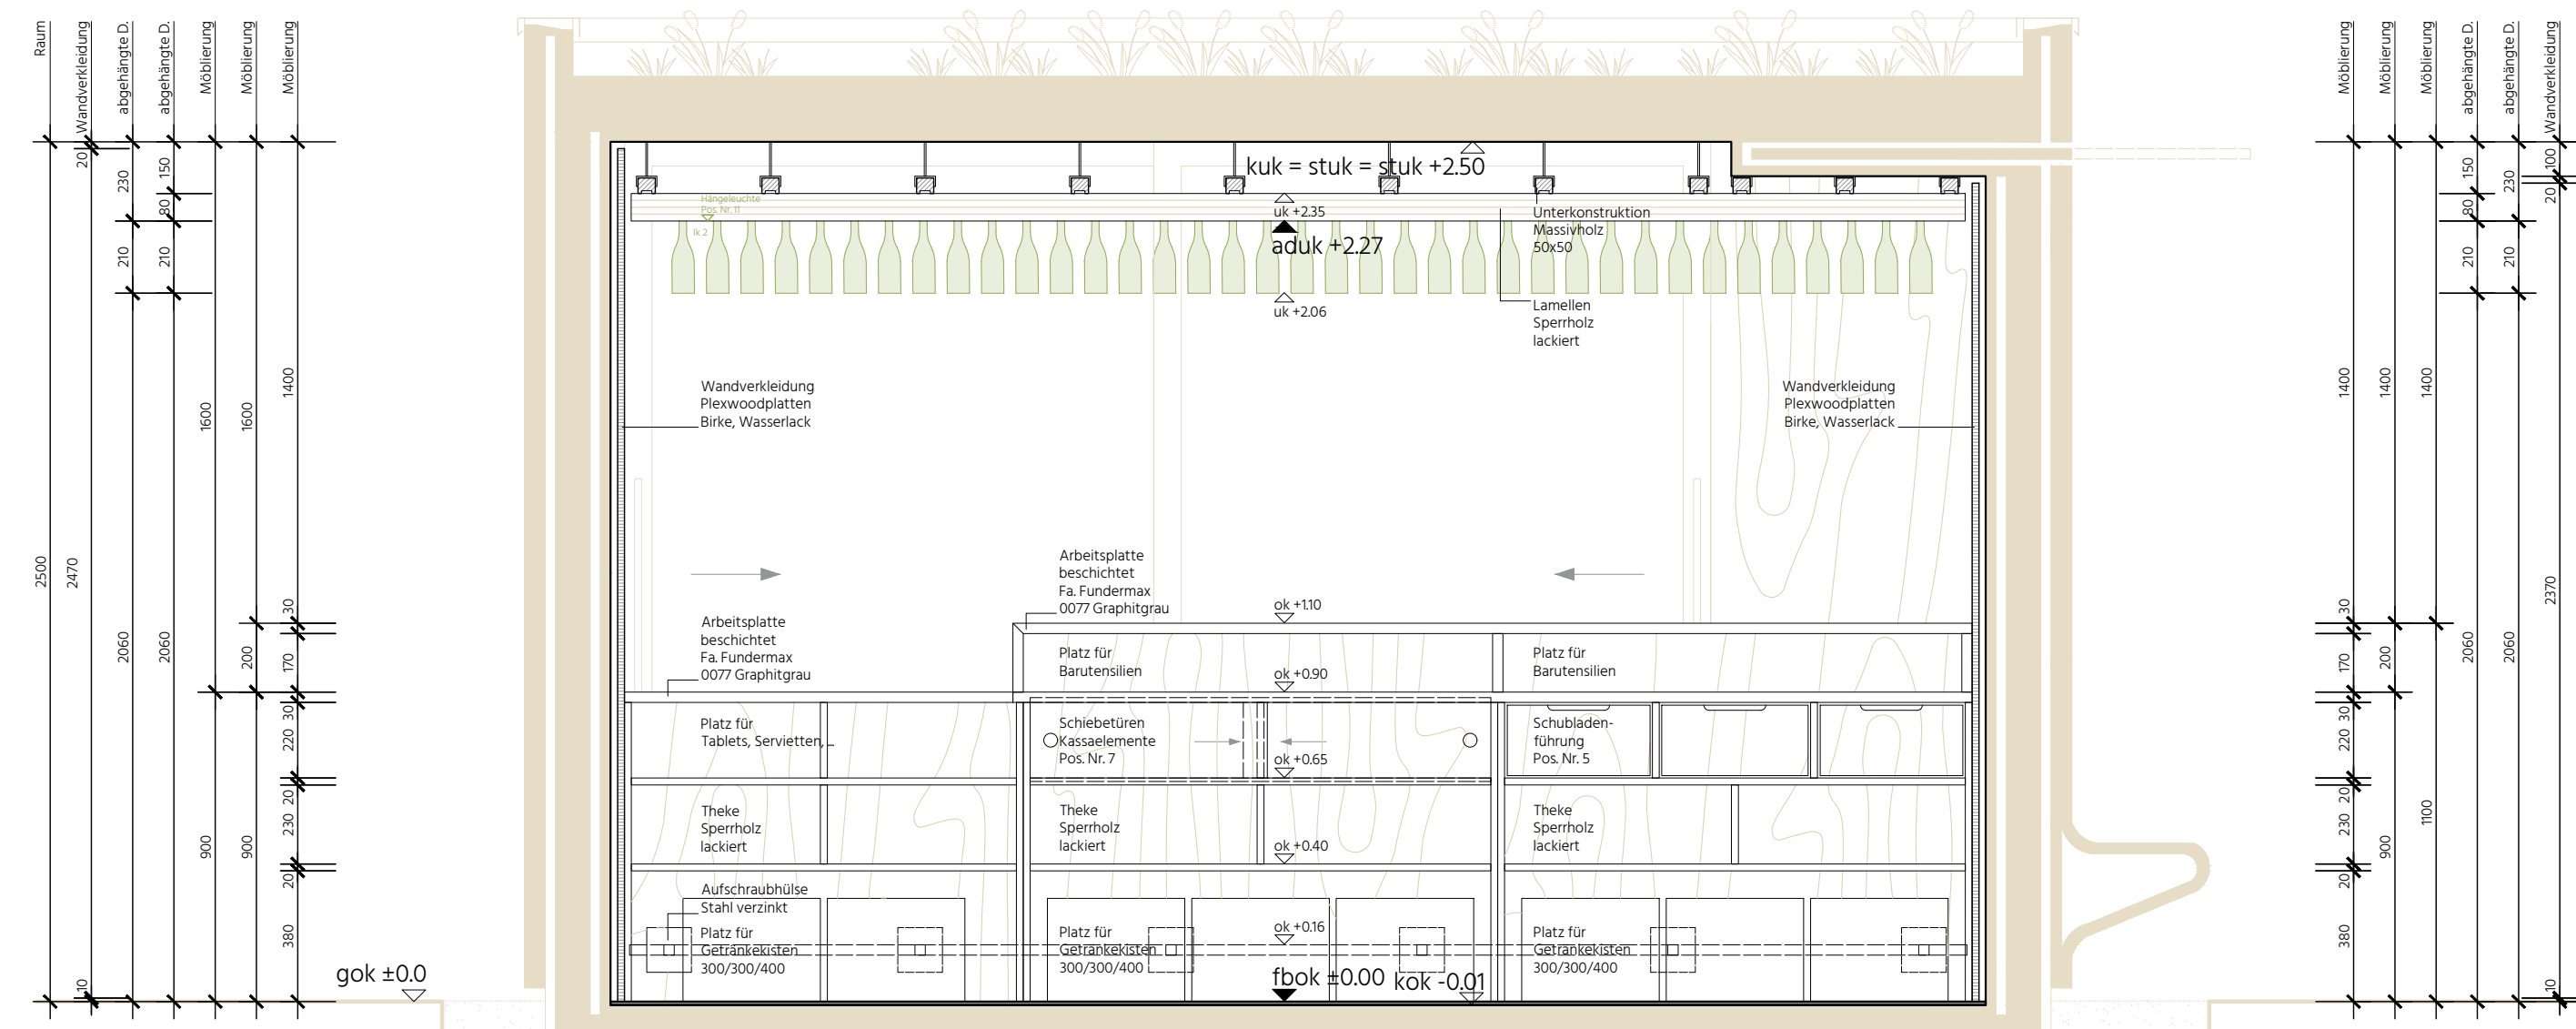 Raum
Wandverkleidung
abgehängte D.
abgehängte D.
Möblierung
Möblierung
Möblierung
Möblierung
Möblierung
Möblierung
abgehängte D.
abgehängte D.
Wandverkleidung
2500
20
2470
10
230
210
2060
150
80
210
2060
1600
900
1600
200
900
1400
30
170
30
220
20
230
20
380
gok ±0.0
kuk = stuk = stuk +2.50
Hängeleuchte
Pos. Nr. 11
lk 2
uk +2.35
aduk +2.27
uk +2.06
Unterkonstruktion
Massivholz
50x50
Lamellen
Sperrholz
lackiert
Wandverkleidung
Plexwoodplatten
Birke, Wasserlack
Wandverkleidung
Plexwoodplatten
Birke, Wasserlack
Arbeitsplatte
beschichtet
Fa. Fundermax
0077 Graphitgrau
Arbeitsplatte
beschichtet
Fa. Fundermax
0077 Graphitgrau
ok +1.10
Platz für
Barutensilien
ok +0.90
Platz für
Barutensilien
Platz für
Tablets, Servietten, ...
Schiebetüren
Kassaelemente
Pos. Nr. 7
ok +0.65
Schubladen-
führung
Pos. Nr. 5
Theke
Sperrholz
lackiert
Theke
Sperrholz
lackiert
ok +0.40
Theke
Sperrholz
lackiert
Aufschraubhülse
Stahl verzinkt
Platz für
Getränkekisten
300/300/400
Platz für
Getränkekisten
300/300/400
ok +0.16
Platz für
Getränkekisten
300/300/400
fbok ±0.00
kok -0.01
1400
30
170
30
220
20
230
20
380
1400
200
900
1400
1100
150
80
210
2060
230
210
2060
100
20
2370
10